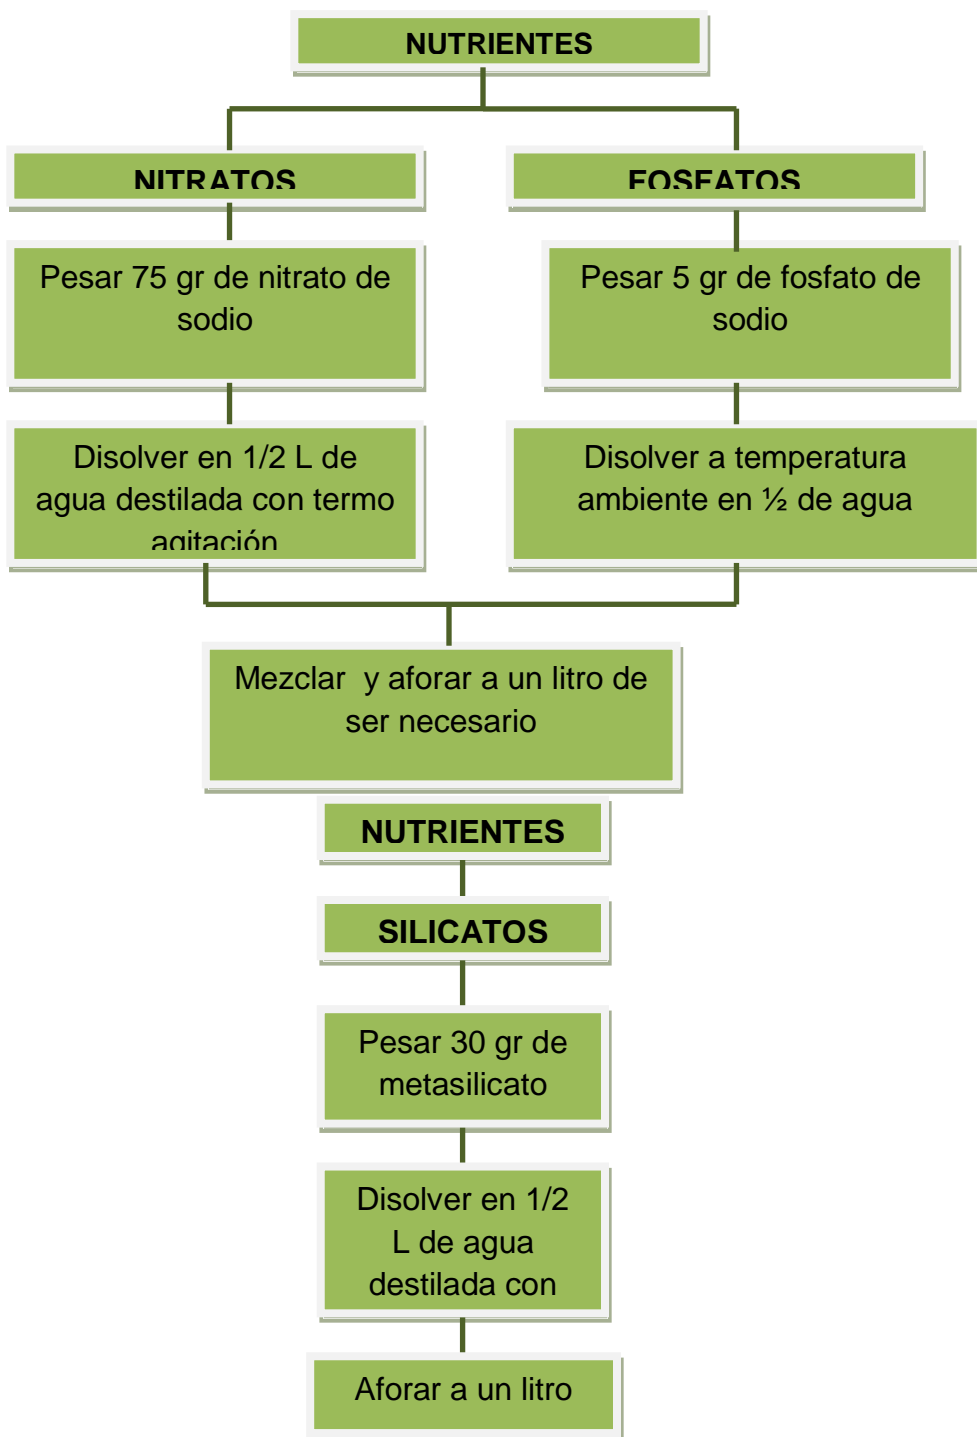 NUTRIENTES
NITRATOS
FOSFATOS
Pesar 75 gr de nitrato de
sodio
Pesar 5 gr de fosfato de
sodio
Disolver en 1/2 L de
agua destilada con termo
agitación
Disolver a temperatura
ambiente en ½ de agua
Mezclar  y aforar a un litro de
ser necesario
NUTRIENTES
SILICATOS
Pesar 30 gr de
metasilicato
Disolver en 1/2
L de agua
destilada con
Aforar a un litro